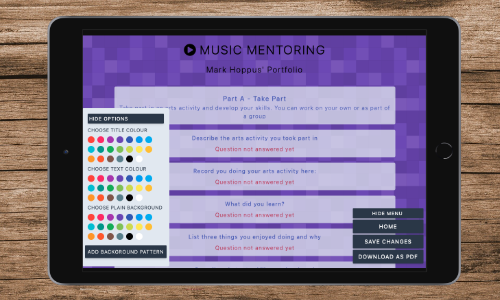 MUSIC MENTORING
Mark Hoppus' Portfolio
Part A - Take Part
Take part in an arts activity and develop your skills. You can work on your own or as part of
a group.
Describe the arts activity you took part in
Question not answered yet
Record you doing your arts activity here
Question not answered yet
What did you learn?
Question not answered yet
List three things you enjoyed doing and why
Question not answered yet
HIDE OPTIONS
CHOOSE TITLE COLOUR
CHOOSE TEXT COLOUR
CHOOSE PLAIN BACKGROUND
ADD BACKGROUND PATTERN
HIDE MENU
HOME
SAVE CHANGES
DOWNLOAD AS PDF